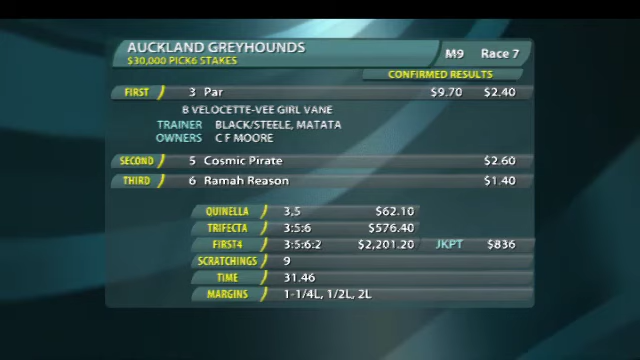 AUCKLAND GREYHOUNDS M9 Race 7
$30,000 PICK6 STAKES
CONFIRMED RESULTS
FIRST 3 Par $9.70 $2.40
B VELOCETTE-VEE GIRL VANE
TRAINER BLACK/STEELE, MATATA
OWNERS C F MOORE
SECOND 5 Cosmic Pirate $2.60
THIRD 6 Ramah Reason $1.40
QUINELLA 3,5 $62.10
TRIFECTA 3:5:6 $576.40
FIRST4 3:5:6:2 $2,201.20 JKPT $836
SCRATCHINGS 9
TIME 31.46
MARGINS 1-1/4L, 1/2L, 2L